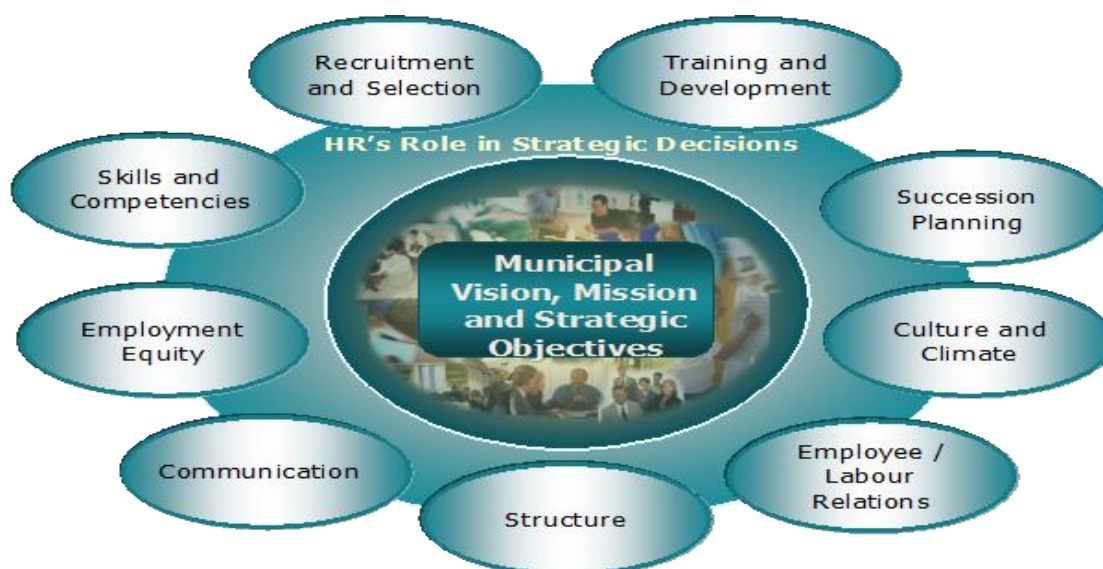 Recruitment
and Selection
Training and
Development
HR's Role in Strategic Decisions
Skills and
Competencies
Succession
Planning
Municipal
Vision, Mission
and Strategic
Objectives
Employment
Equity
Culture and
Climate
Communication
Employee /
Labour
Relations
Structure